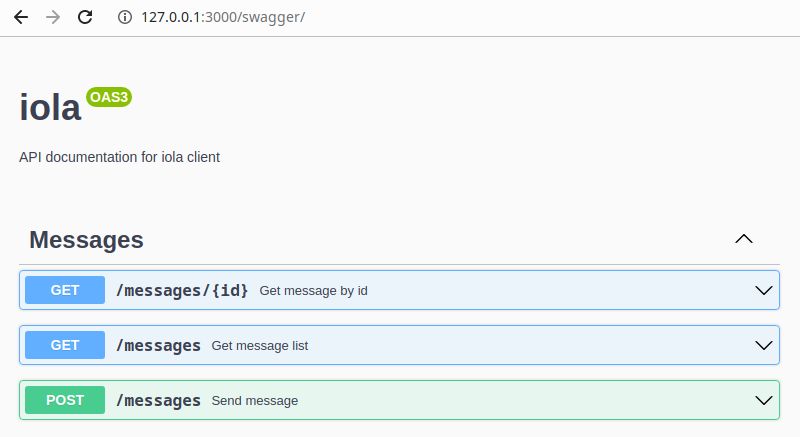 127.0.0.1:3000/swagger/
iola OAS3
API documentation for iola client
Messages
GET /messages/{id} Get message by id
GET /messages Get message list
POST /messages Send message